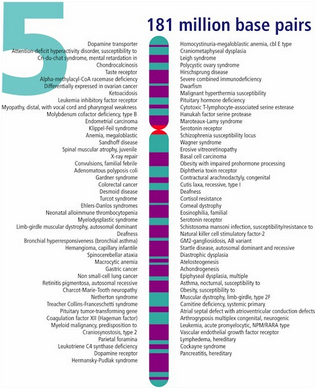 5
181 million base pairs
Dopamine transporter
Attention-deficit hyperactivity disorder, susceptibility to
Cri-du-chat syndrome, mental retardation in
Chondrocalcinosis
Taste receptor
Alpha-methylacyl-CoA racemase deficiency
Differentially expressed in ovarian cancer
Ketoacidosis
Leukemia inhibitory factor receptor
Myopathy, distal, with vocal cord and pharyngeal weakness
Molybdenum cofactor deficiency, type B
Endometrial carcinoma
Klippel-Feil syndrome
Anemia, megaloblastic
Sandhoff disease
Spinal muscular atrophy, juvenile
X-ray repair
Convulsions, familial febrile
Adenomatous polyposis coli
Gardner syndrome
Colorectal cancer
Desmoid disease
Turcot syndrome
Ehlers-Danlos syndromes
Neonatal alloimmune thrombocytopenia
Myelodysplastic syndrome
Limb-girdle muscular dystrophy, autosomal dominant
Deafness
Bronchial hyperresponsiveness (bronchial asthma)
Hemangioma, capillary infantile
Spinocerebellar ataxia
Macrocytic anemia
Gastric cancer
Non small-cell lung cancer
Retinitis pigmentosa, autosomal recessive
Charcot-Marie-Tooth neuropathy
Netherton syndrome
Treacher Collins-Franceschetti syndrome
Pituitary tumor-transforming gene
Coagulation factor XII (Hageman factor)
Myeloid malignancy, predisposition to
Craniosynostosis, type 2
Parietal foramina
Leukotriene C4 synthase deficiency
Dopamine receptor
Hermansky-Pudlak syndrome
Homocystinuria-megaloblastic anemia, cbl E type
Craniometaphyseal dysplasia
Leigh syndrome
Polycystic ovary syndrome
Hirschsprung disease
Severe combined immunodeficiency
Dwarfism
Malignant hyperthermia susceptibility
Pituitary hormone deficiency
Cytotoxic T-lymphocyte-associated serine esterase
Hanukah factor serine protease
Maroteaux-Lamy syndrome
Serotonin receptor
Schizophrenia susceptibility locus
Wagner syndrome
Erosive vitreoretinopathy
Basal cell carcinoma
Obesity with impaired prohormone processing
Diphtheria toxin receptor
Contractural arachnodactyly, congenital
Cutis laxa, recessive, type I
Deafness
Cortisol resistance
Corneal dystrophy
Eosinophilia, familial
Serotonin receptor
Schistosoma mansoni infection, susceptibility/resistance to
Natural killer cell stimulatory factor-2
GM2-gangliosidosis, AB variant
Startle disease, autosomal dominant and recessive
Diastrophic dysplasia
Atelosteogenesis
Achondrogenesis
Epiphyseal dysplasia, multiple
Asthma, nocturnal, susceptibility to
Obesity, susceptibility to
Muscular dystrophy, limb-girdle, type 2F
Carnitine deficiency, systemic primary
Atrial septal defect with atrioventricular conduction defects
Arthrogryposis multiplex congenital, neurogenic
Leukemia, acute promyelocytic, NPM/RARA type
Vascular endothelial growth factor receptor
Lymphedema, hereditary
Cockayne syndrome
Pancreatitis, hereditary